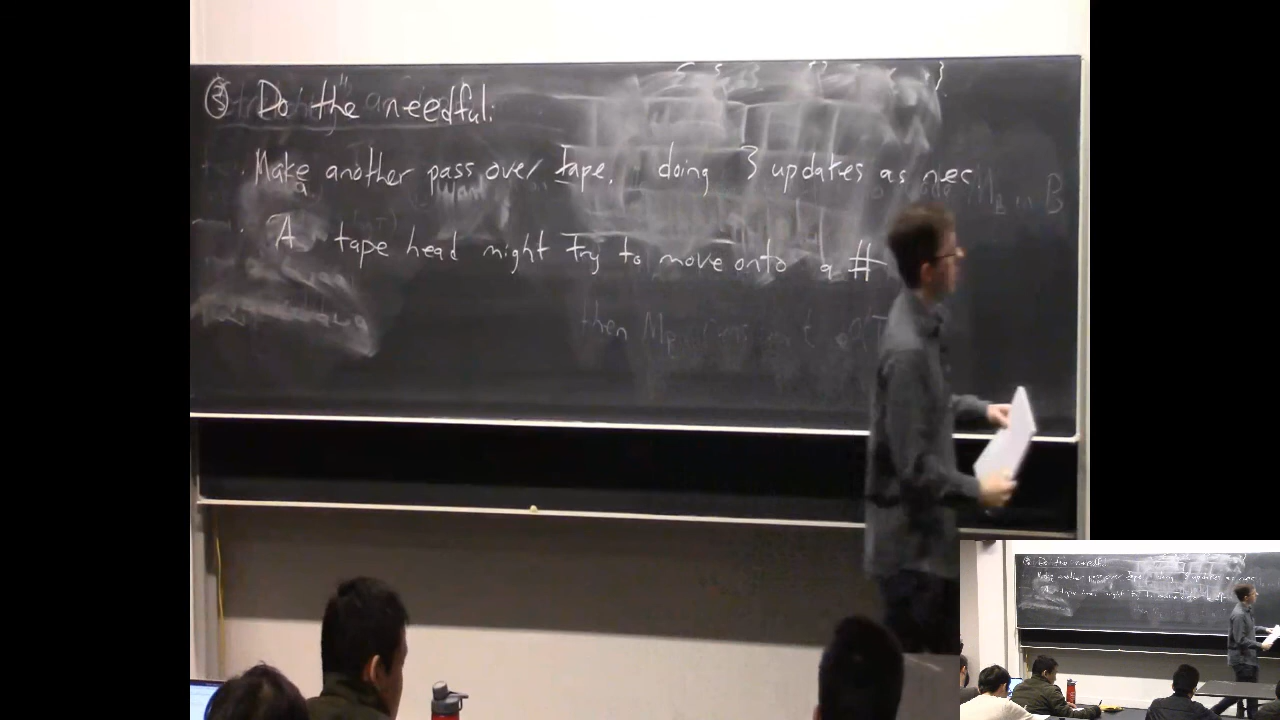 ③ Do the needful:
· Make another pass over tape, doing 3 updates as nec.
· A tape head might try to move onto a #
then